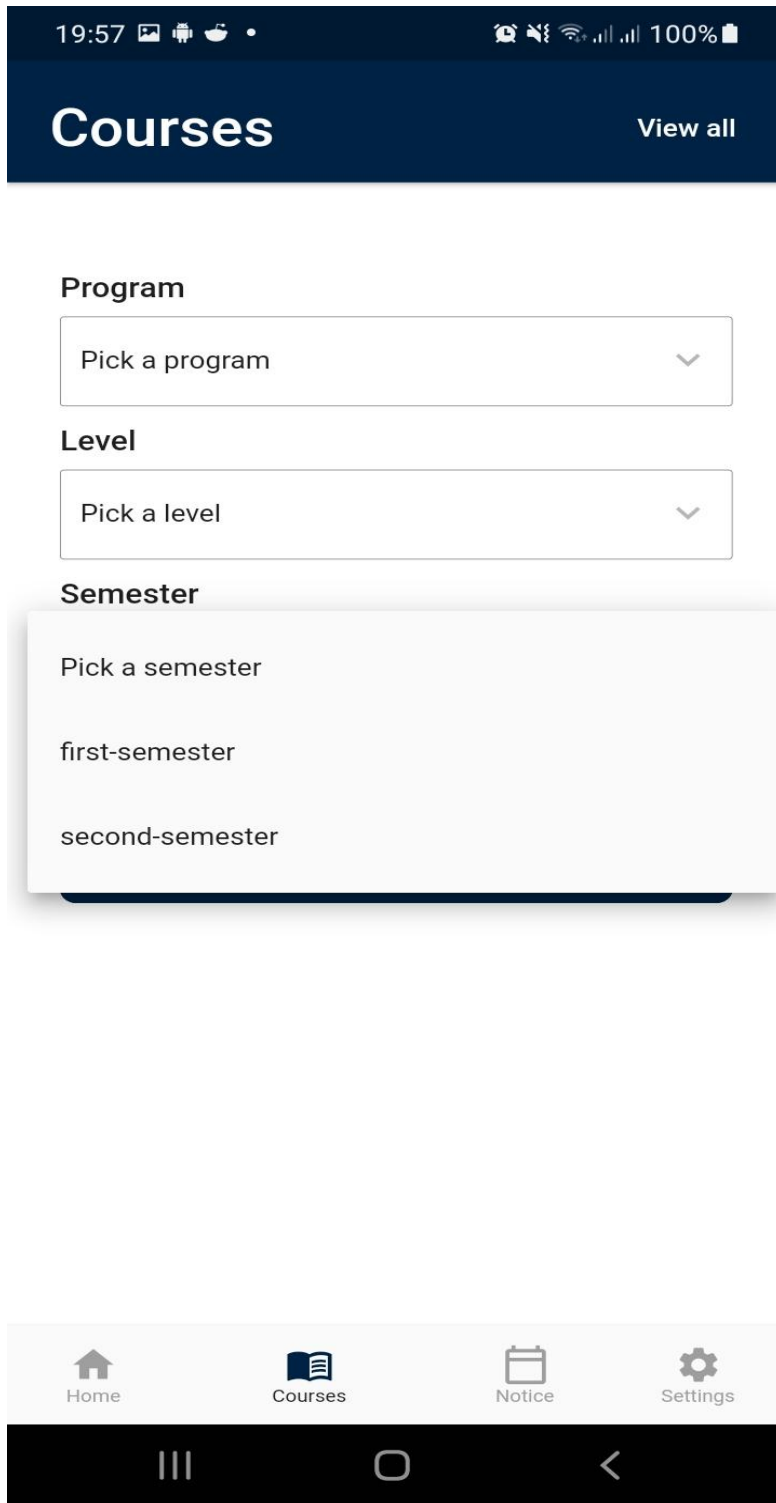 19:57 100%
Courses View all
Program
Pick a program
Level
Pick a level
Semester
Pick a semester
first-semester
second-semester
Home Courses Notice Settings